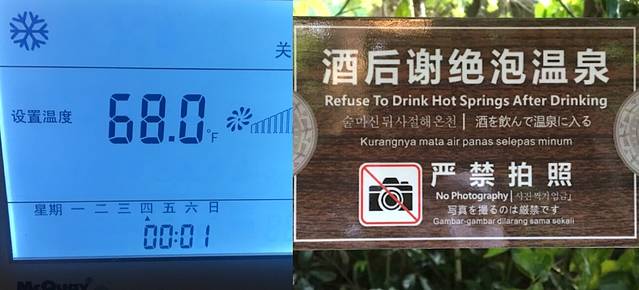 关
设置温度 68.0°F
星期 一 二 三 四 五 六 日
00:01
McQuay
酒后谢绝泡温泉
Refuse To Drink Hot Springs After Drinking
술마신뒤사절해온천 | 酒を飲んで温泉に入る
Kurangnya mata air panas selepas minum
严禁拍照
No Photography | 사진 찍기 엄금
写真を撮るのは厳禁です
Gambar-gambar dilarang sama sekali